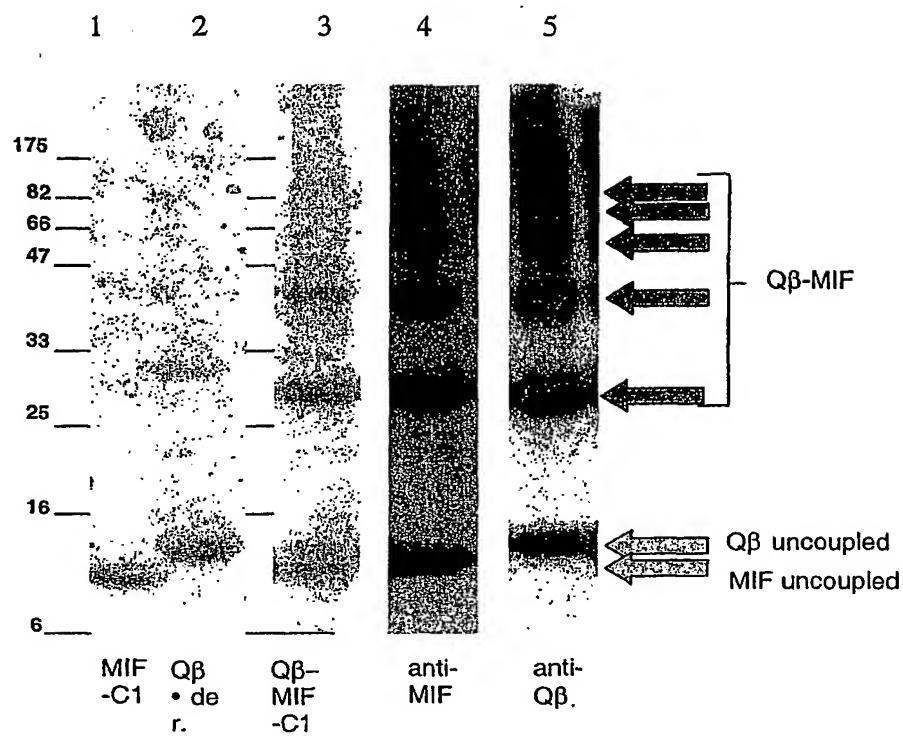 1 2 3 4 5
175
82
66
47
33
25
16
6
Qβ-MIF
Qβ uncoupled
MIF uncoupled
MIF
-C1
Qβ
• de
r.
Qβ–
MIF
-C1
anti-
MIF
anti-
Qβ.